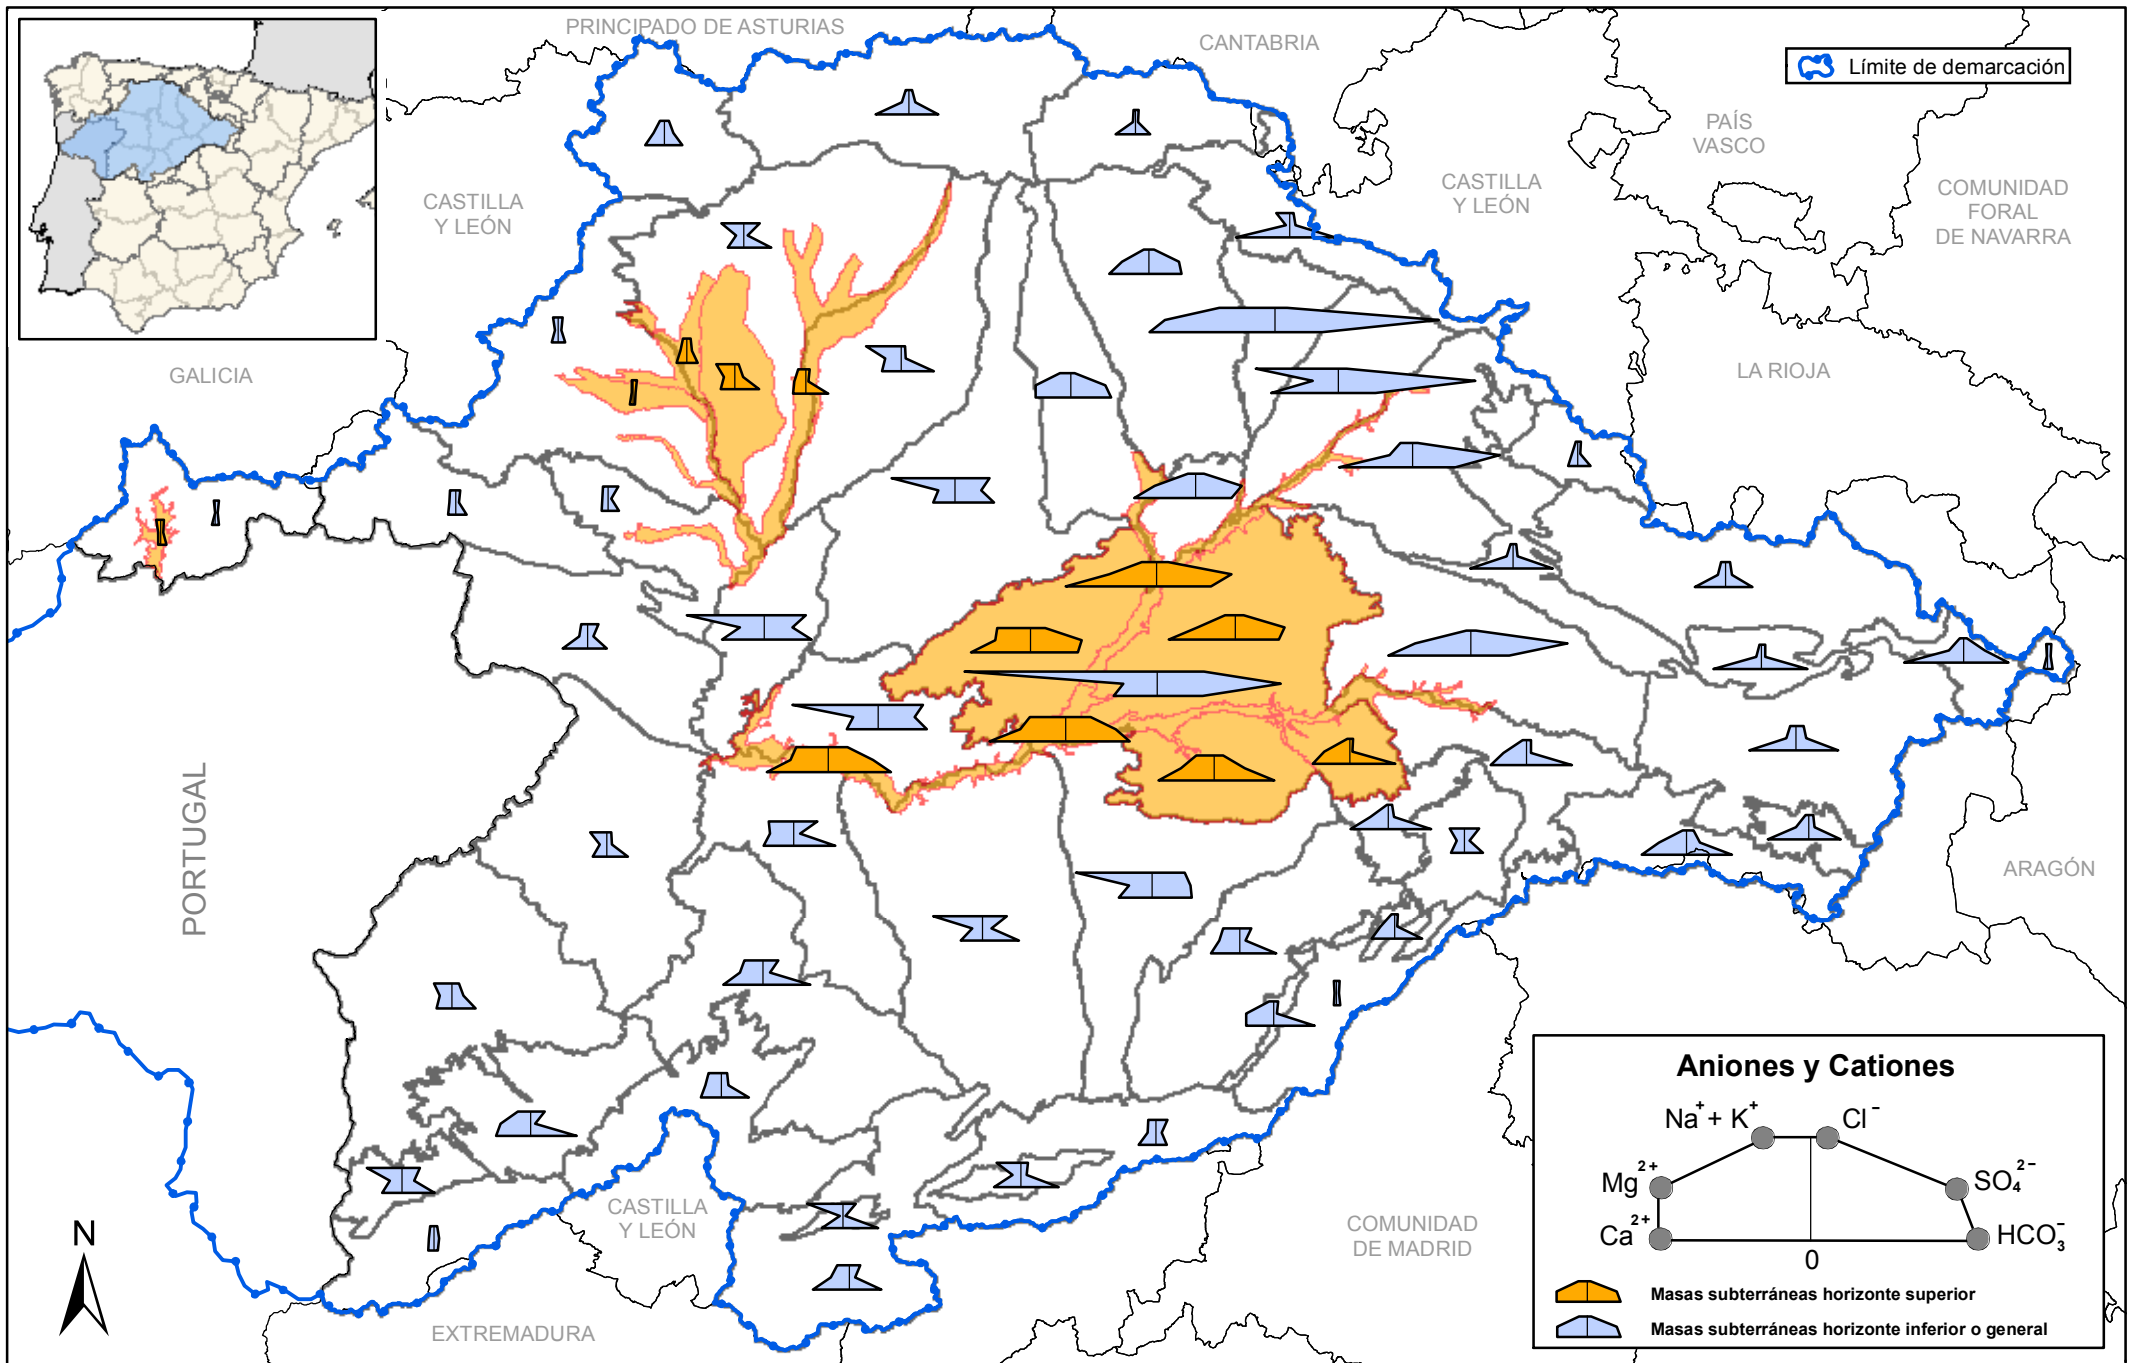 PRINCIPADO DE ASTURIAS
CANTABRIA
Límite de demarcación
PAÍS
VASCO
CASTILLA
Y LEÓN
CASTILLA
Y LEÓN
COMUNIDAD
FORAL
DE NAVARRA
GALICIA
LA RIOJA
PORTUGAL
ARAGÓN
CASTILLA
Y LEÓN
COMUNIDAD
DE MADRID
EXTREMADURA
N
Aniones y Cationes
Na⁺ + K⁺ Cl⁻
Mg²⁺ SO₄²⁻
Ca²⁺ HCO₃⁻
0
Masas subterráneas horizonte superior
Masas subterráneas horizonte inferior o general